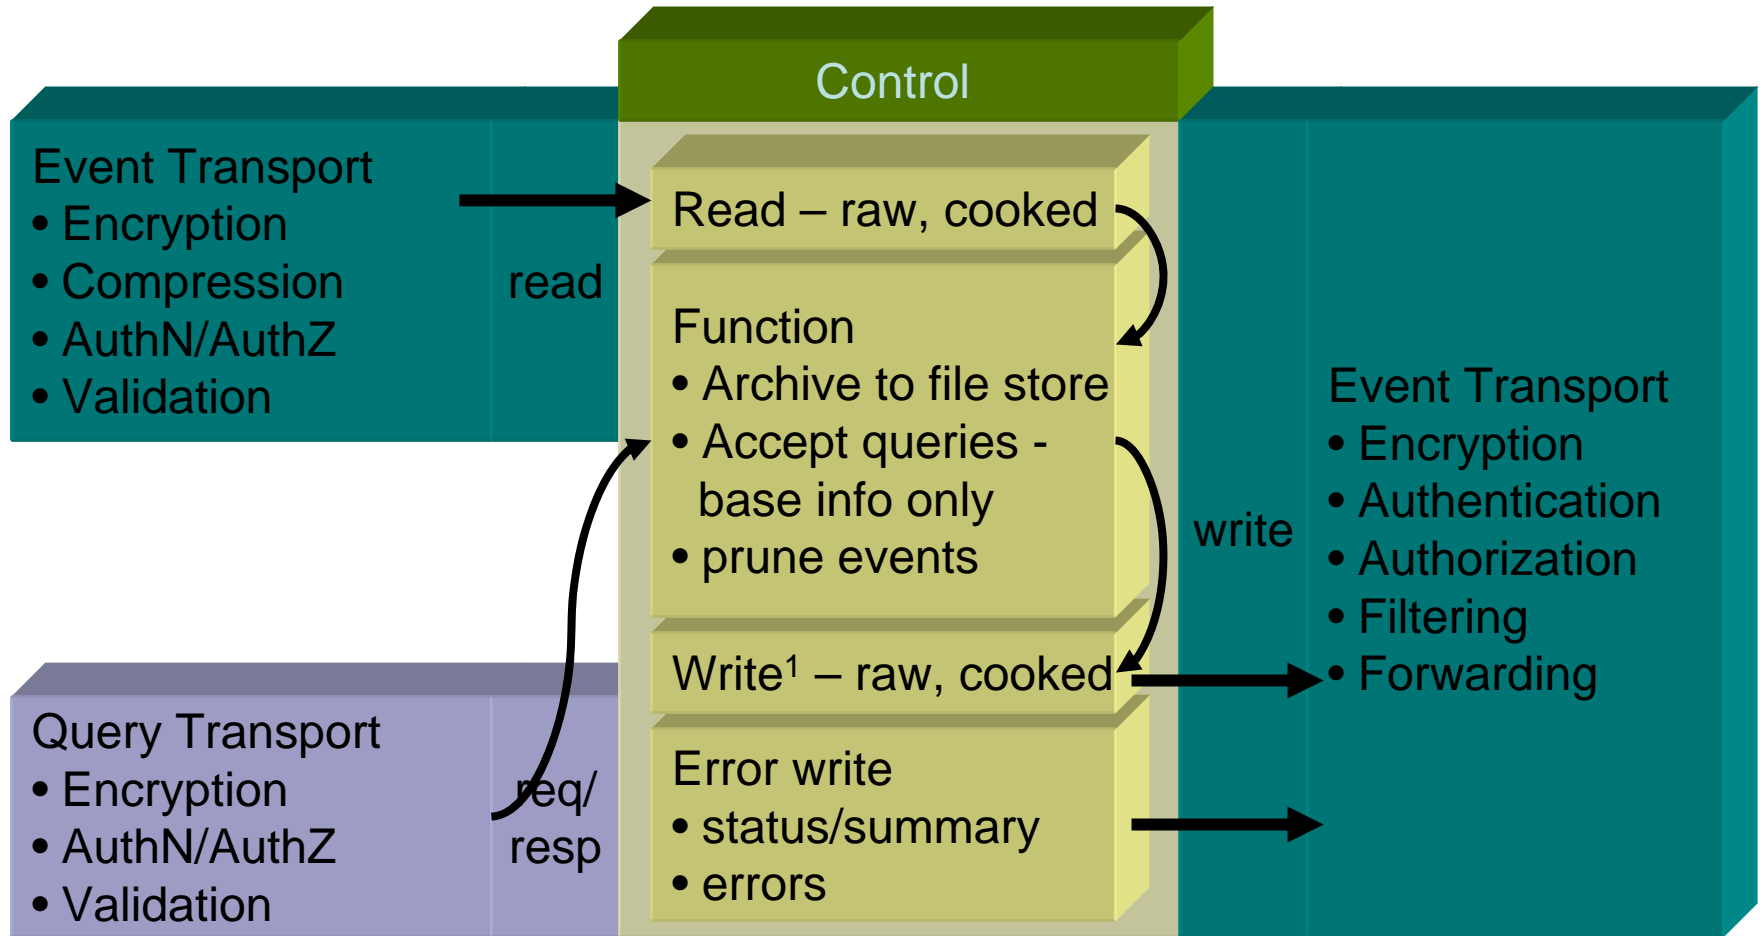 Control
Event Transport
• Encryption
• Compression
• AuthN/AuthZ
• Validation
read
Read – raw, cooked
Function
• Archive to file store
• Accept queries -
base info only
• prune events
Write¹ – raw, cooked
Error write
• status/summary
• errors
Query Transport
• Encryption
• AuthN/AuthZ
• Validation
req/
resp
write
Event Transport
• Encryption
• Authentication
• Authorization
• Filtering
• Forwarding